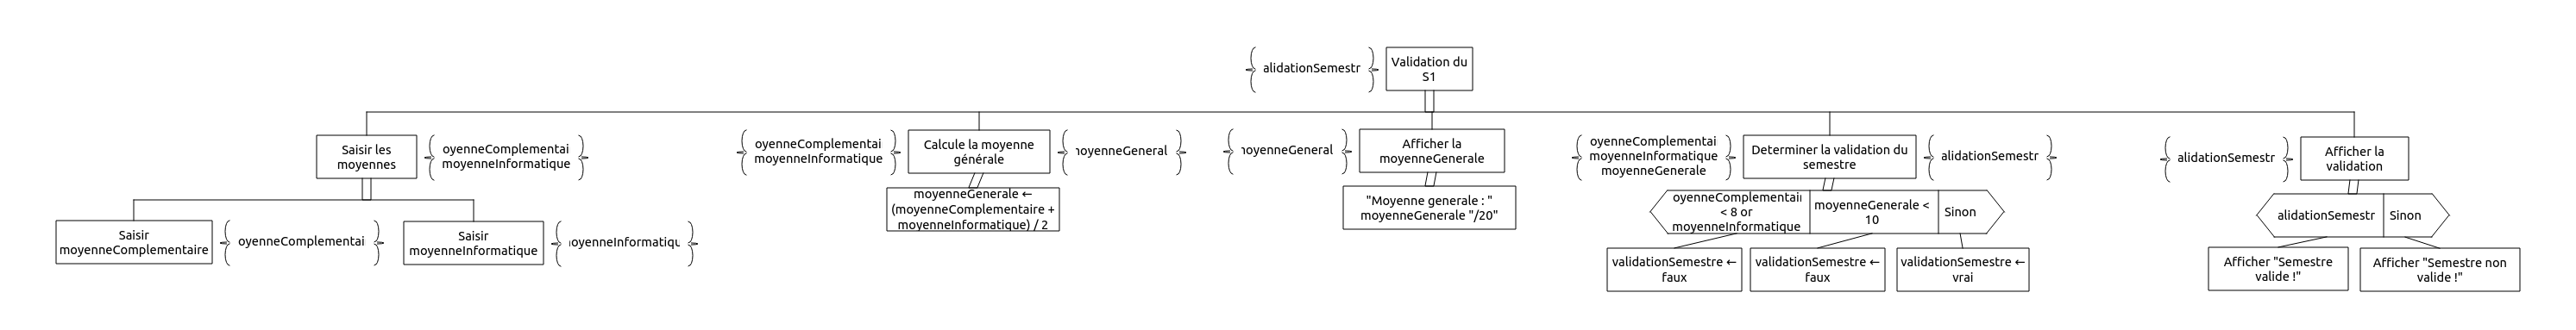 alidationSemestr
Validation du
S1
Saisir les
moyennes
oyenneComplementai
moyenneInformatique
oyenneComplementai
moyenneInformatique
Calcule la moyenne
générale
moyenneGeneral
moyenneGeneral
Afficher la
moyenneGenerale
oyenneComplementai
moyenneInformatique
moyenneGenerale
Determiner la validation du
semestre
alidationSemestr
alidationSemestr
Afficher la
validation
Saisir
moyenneComplementaire
oyenneComplementai
Saisir
moyenneInformatique
moyenneInformatiqu
moyenneGenerale ←
(moyenneComplementaire +
moyenneInformatique) / 2
"Moyenne generale : "
moyenneGenerale "/20"
oyenneComplementai
< 8 or
moyenneInformatique
moyenneGenerale <
10
Sinon
alidationSemestr
Sinon
validationSemestre ←
faux
validationSemestre ←
faux
validationSemestre ←
vrai
Afficher "Semestre
valide !"
Afficher "Semestre non
valide !"